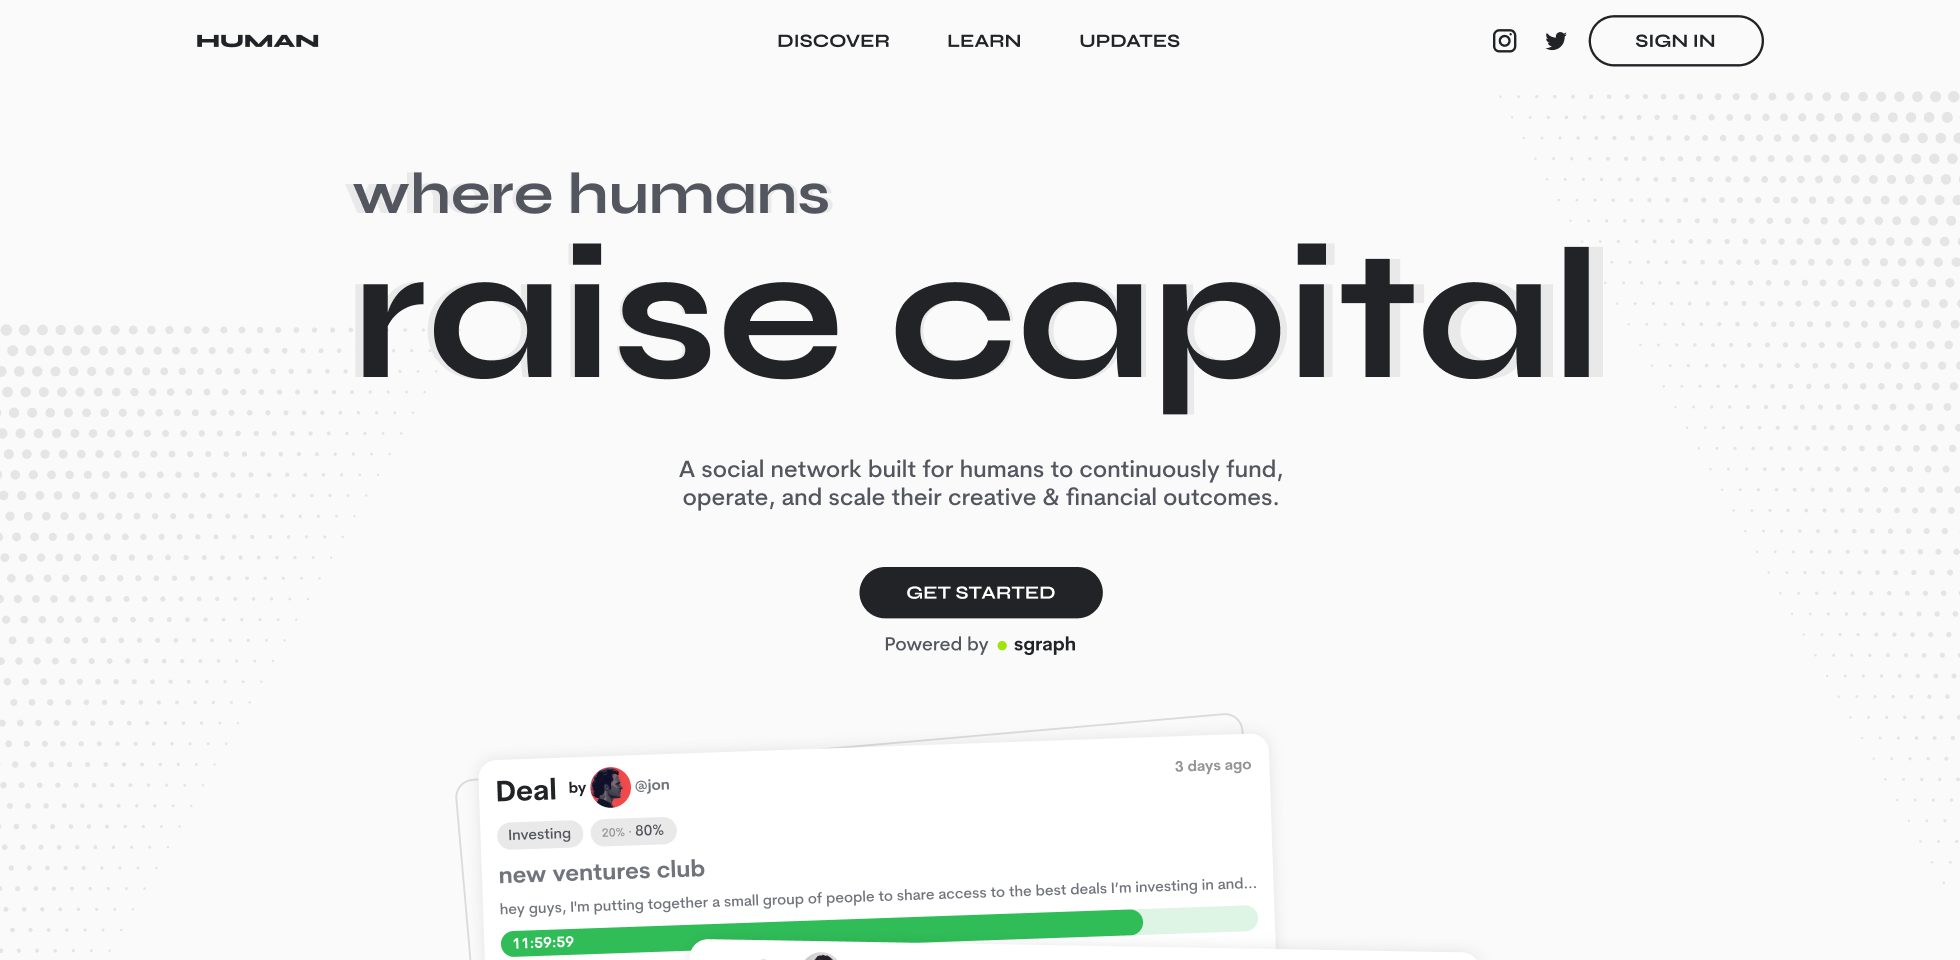 HUMAN
DISCOVER LEARN UPDATES
SIGN IN
where humans
raise capital
A social network built for humans to continuously fund,
operate, and scale their creative & financial outcomes.
GET STARTED
Powered by sgraph
Deal by @jon
3 days ago
Investing 20% · 80%
new ventures club
hey guys, I'm putting together a small group of people to share access to the best deals I’m investing in and...
11:59:59